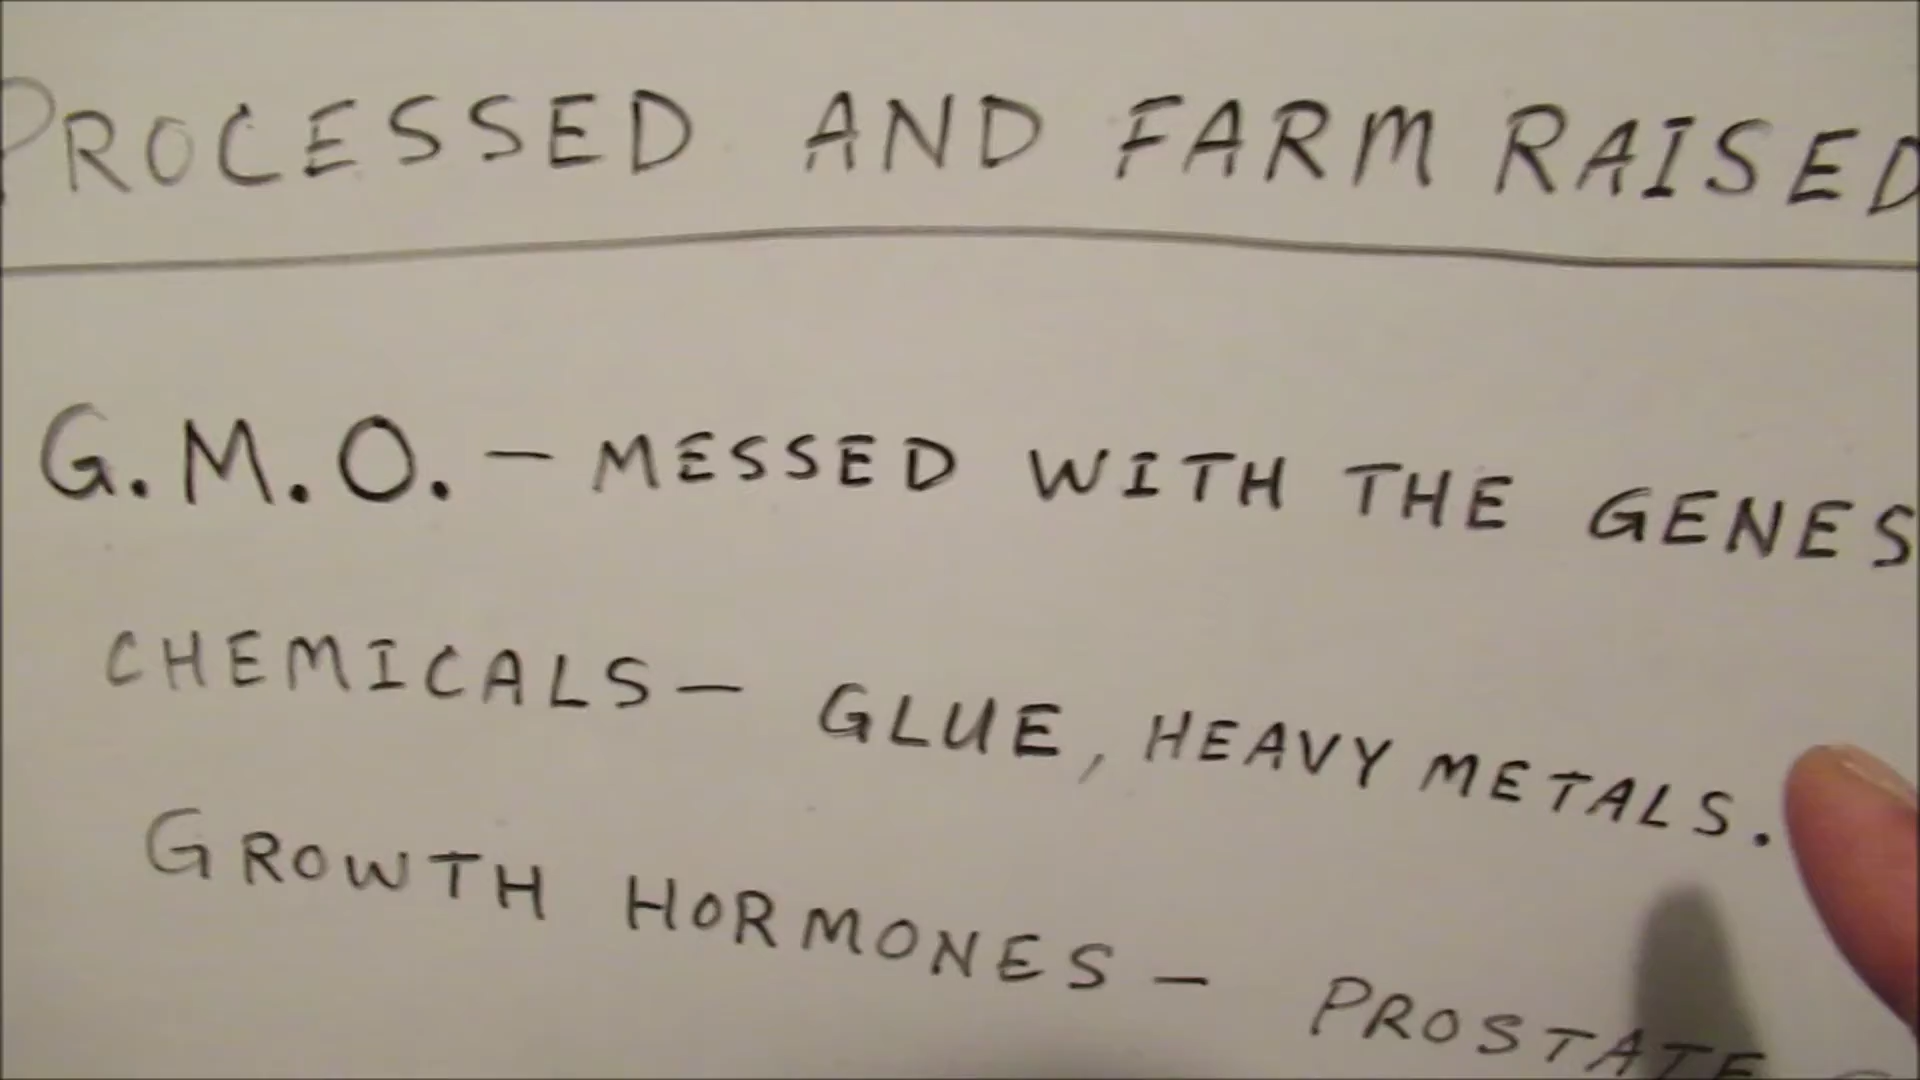 PROCESSED AND FARM RAISED
G.M.O. – MESSED WITH THE GENES
CHEMICALS – GLUE, HEAVY METALS.
GROWTH HORMONES – PROSTATE